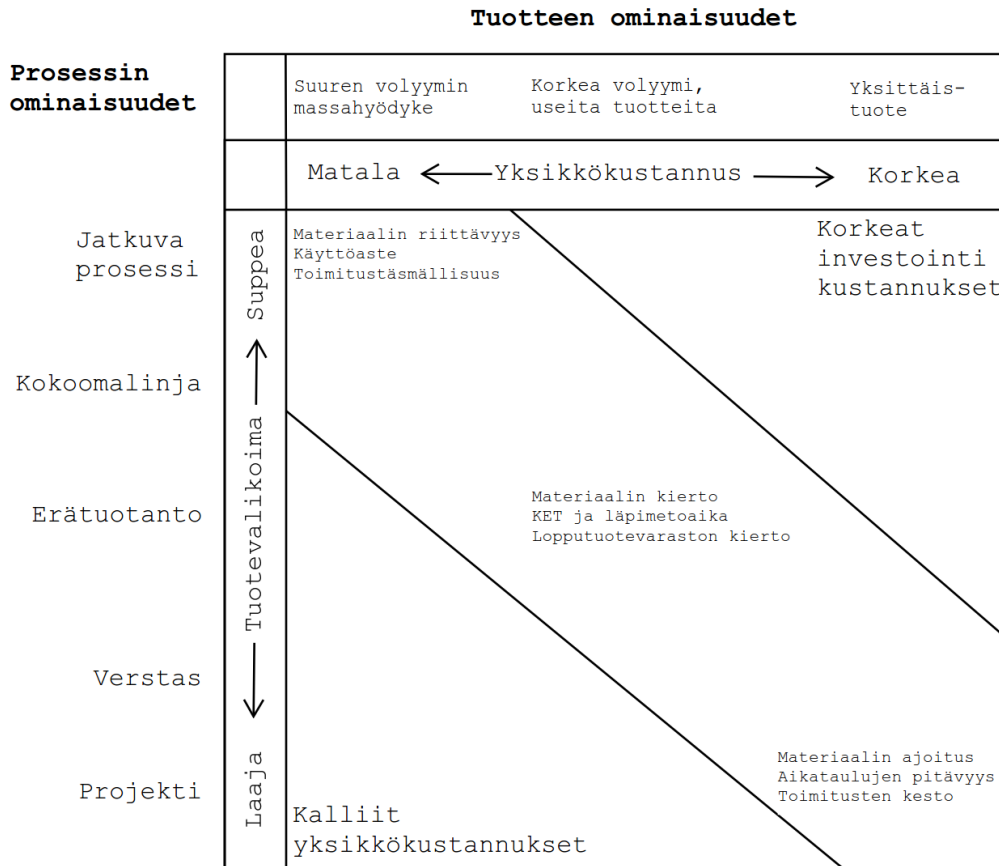 Tuotteen ominaisuudet
Prosessin
ominaisuudet
Suuren volyymin
massahyödyke
Korkea volyymi,
useita tuotteita
Yksittäis-
tuote
Matala
Yksikkökustannus
Korkea
Jatkuva
prosessi
Kokoomalinja
Erätuotanto
Verstas
Projekti
Suppea
Tuotevalikoima
Laaja
Materiaalin riittävyys
Käyttöaste
Toimitustäsmällisuus
Korkeat
investointi
kustannukset
Materiaalin kierto
KET ja läpimetoaika
Lopputuotevaraston kierto
Materiaalin ajoitus
Aikataulujen pitävyys
Toimitusten kesto
Kalliit
yksikkökustannukset